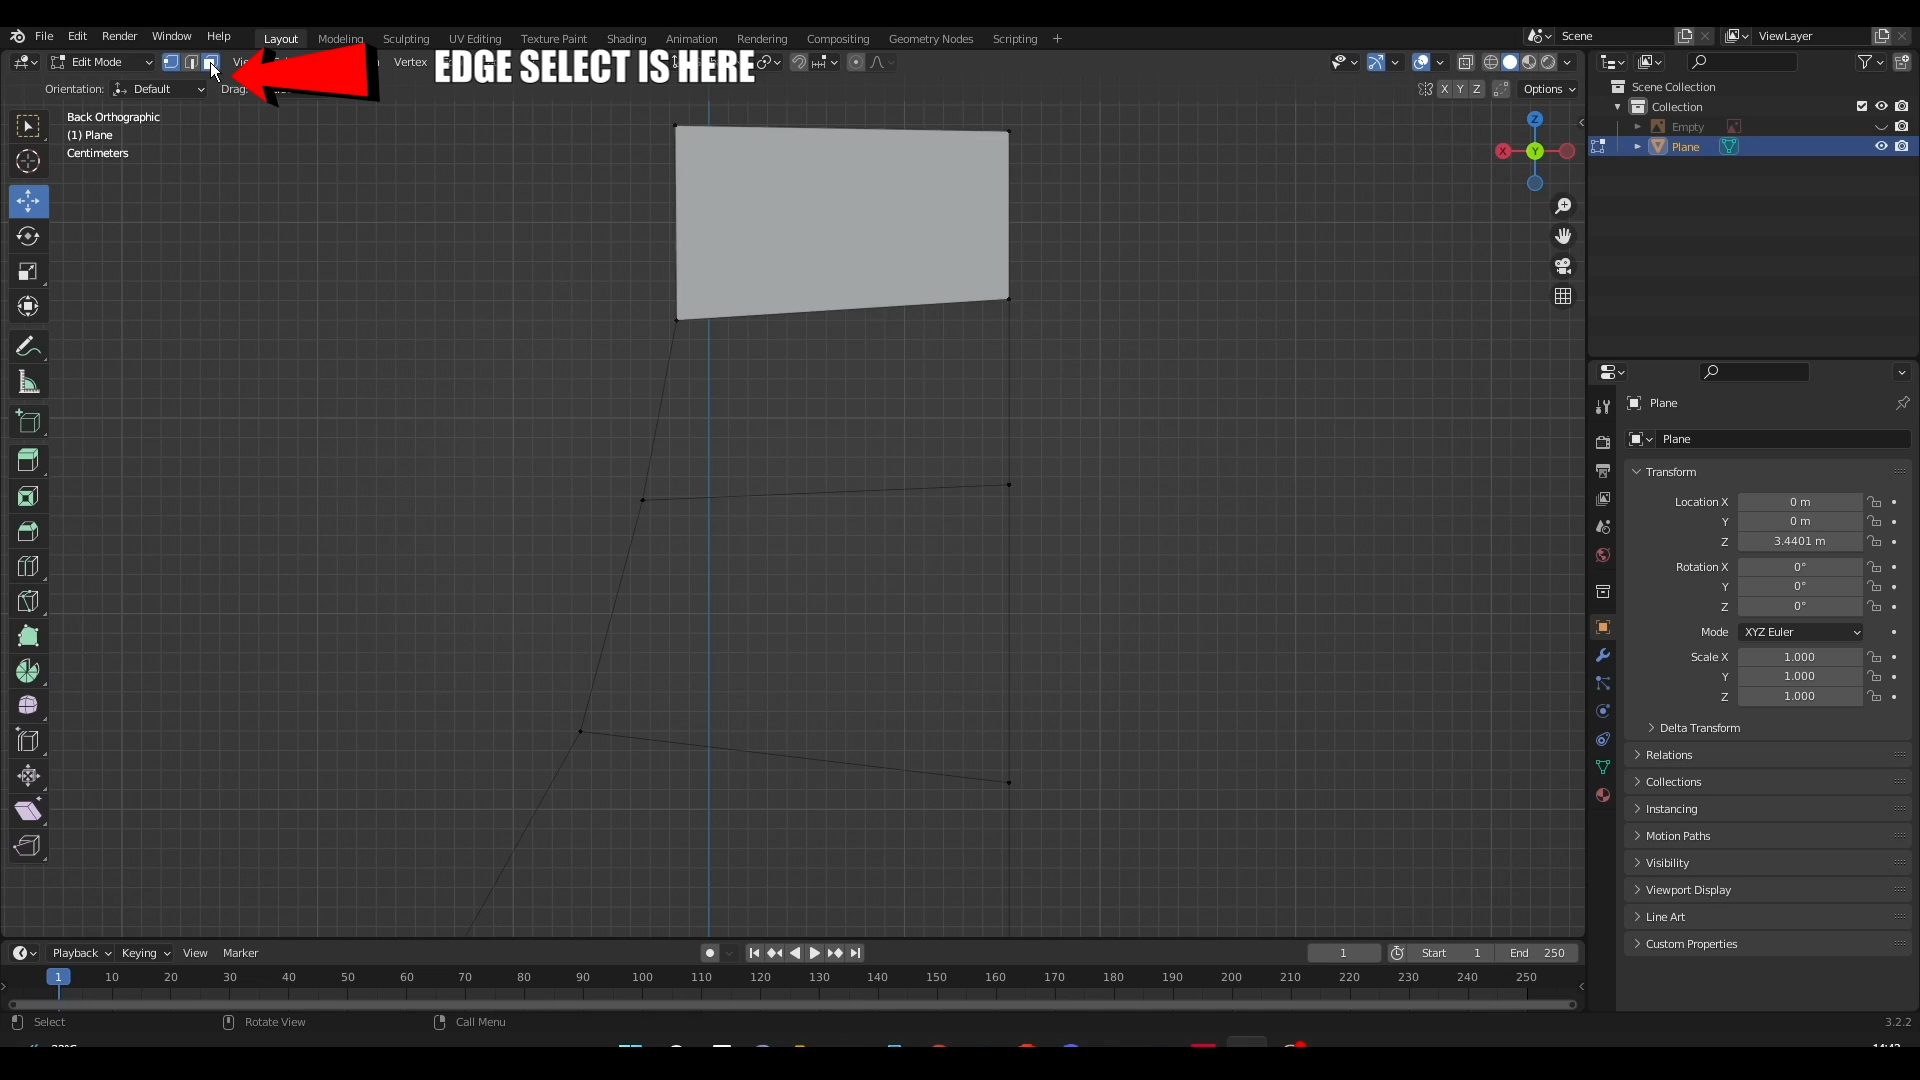 File Edit Render Window Help Layout Modeling Sculpting UV Editing Texture Paint Shading Animation Rendering Compositing Geometry Nodes Scripting + Scene ViewLayer
Edit Mode Vertex EDGE SELECT IS HERE
Orientation: Default Drag: X Y Z Options
Back Orthographic
(1) Plane
Centimeters
Z
X Y
Scene Collection
Collection
Empty
Plane
Plane
Plane
Transform
Location X 0 m
Y 0 m
Z 3.4401 m
Rotation X 0°
Y 0°
Z 0°
Mode XYZ Euler
Scale X 1.000
Y 1.000
Z 1.000
Delta Transform
Relations
Collections
Instancing
Motion Paths
Visibility
Viewport Display
Line Art
Custom Properties
Playback Keying View Marker 1 Start 1 End 250
1 10 20 30 40 50 60 70 80 90 100 110 120 130 140 150 160 170 180 190 200 210 220 230 240 250
Select Rotate View Call Menu 3.2.2